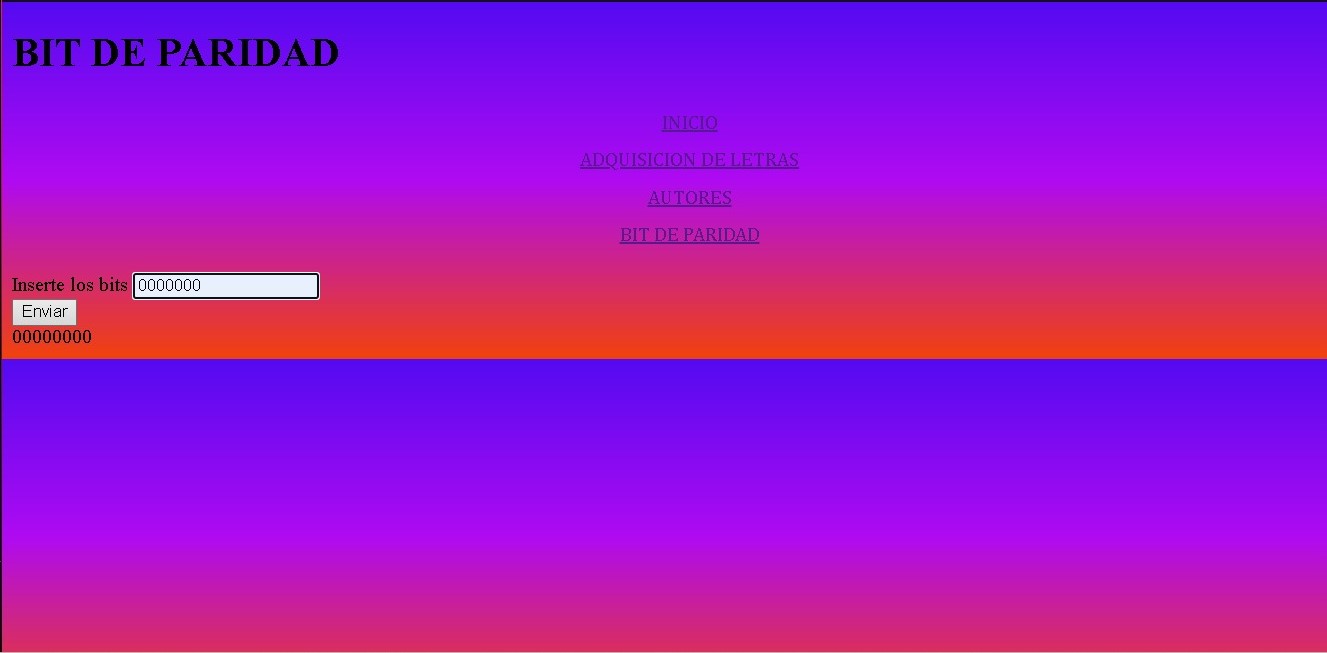 BIT DE PARIDAD
INICIO
ADQUISICION DE LETRAS
AUTORES
BIT DE PARIDAD
Inserte los bits 0000000
Enviar
00000000